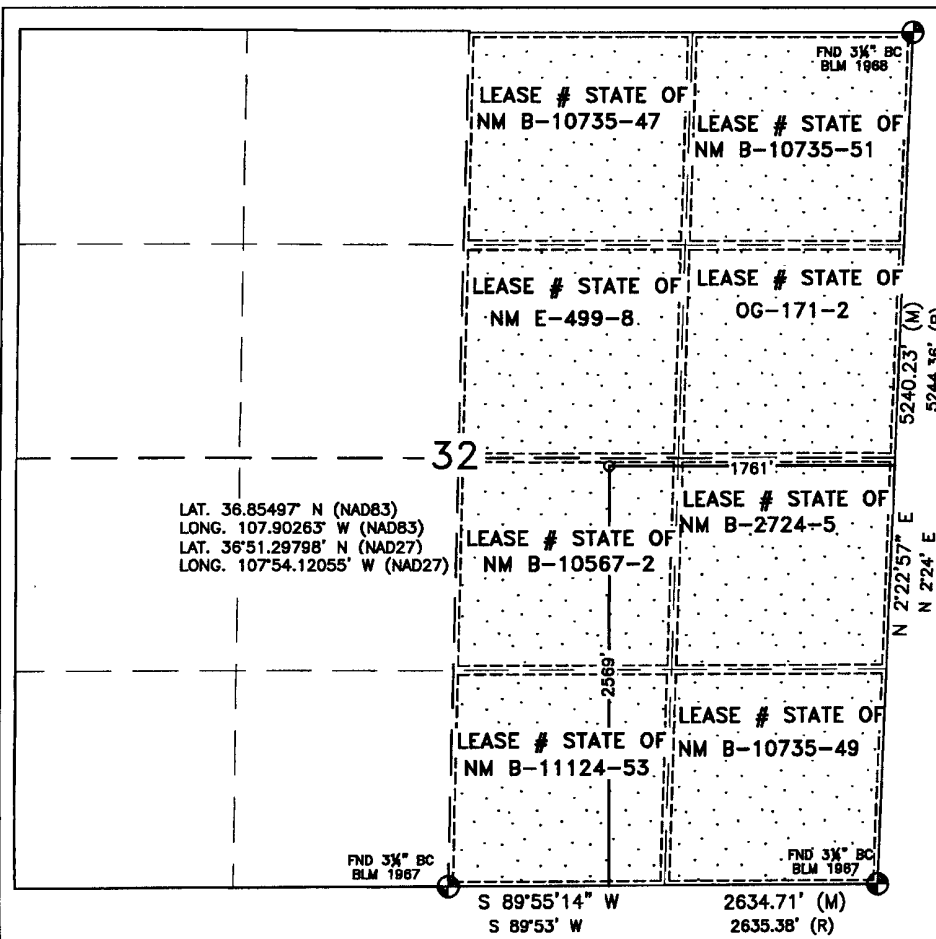 FND 3¼" BC
BLM 1968
LEASE # STATE OF
NM B-10735-47
LEASE # STATE OF
NM B-10735-51
LEASE # STATE OF
NM E-499-8
LEASE # STATE OF
OG-171-2
5240.23' (M)
5244.36' (R)
32
1761'
LAT. 36.85497° N (NAD83)
LONG. 107.90263° W (NAD83)
LAT. 36°51.29798' N (NAD27)
LONG. 107°54.12055' W (NAD27)
LEASE # STATE OF
NM B-10567-2
LEASE # STATE OF
NM B-2724-5
N 2°22'57" E
N 2°24' E
2569'
LEASE # STATE OF
NM B-11124-53
LEASE # STATE OF
NM B-10735-49
FND 3¼" BC
BLM 1967
FND 3¼" BC
BLM 1967
S 89°55'14" W
S 89°53' W
2634.71' (M)
2635.38' (R)